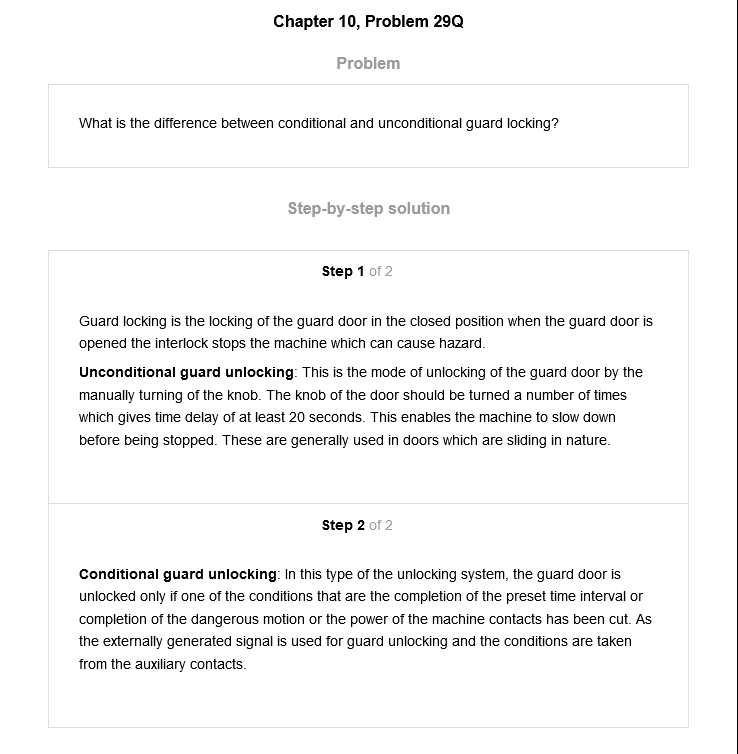 Chapter 10, Problem 29Q
Problem
What is the difference between conditional and unconditional guard locking?
Step-by-step solution
Step 1 of 2
Guard locking is the locking of the guard door in the closed position when the guard door is
opened the interlock stops the machine which can cause hazard.
Unconditional guard unlocking: This is the mode of unlocking of the guard door by the
manually turning of the knob. The knob of the door should be turned a number of times
which gives time delay of at least 20 seconds. This enables the machine to slow down
before being stopped. These are generally used in doors which are sliding in nature.
Step 2 of 2
Conditional guard unlocking: In this type of the unlocking system, the guard door is
unlocked only if one of the conditions that are the completion of the preset time interval or
completion of the dangerous motion or the power of the machine contacts has been cut. As
the externally generated signal is used for guard unlocking and the conditions are taken
from the auxiliary contacts.